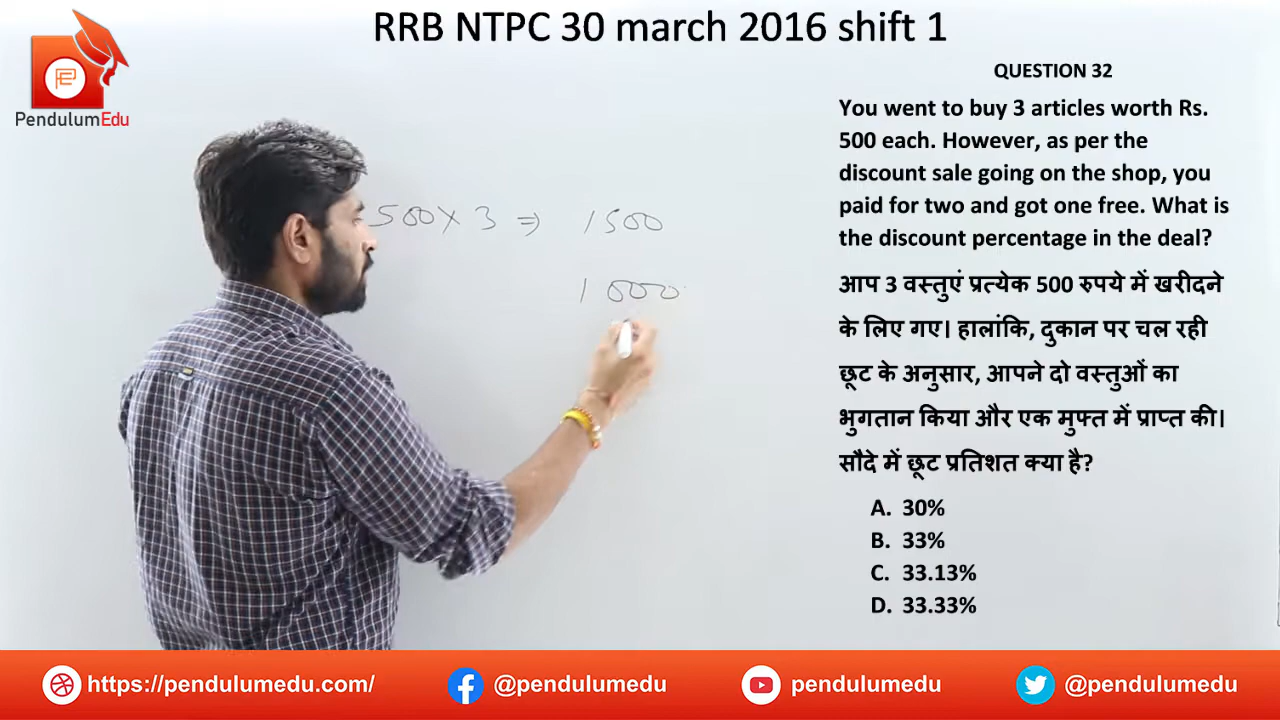 RRB NTPC 30 march 2016 shift 1
PendulumEdu
QUESTION 32
You went to buy 3 articles worth Rs.
500 each. However, as per the
discount sale going on the shop, you
paid for two and got one free. What is
the discount percentage in the deal?
आप 3 वस्तुएं प्रत्येक 500 रुपये में खरीदने
के लिए गए। हालांकि, दुकान पर चल रही
छूट के अनुसार, आपने दो वस्तुओं का
भुगतान किया और एक मुफ्त में प्राप्त की।
सौदे में छूट प्रतिशत क्या है?
A. 30%
B. 33%
C. 33.13%
D. 33.33%
500 X 3 => 1500
1000
https://pendulumedu.com/
@pendulumedu
pendulumedu
@pendulumedu